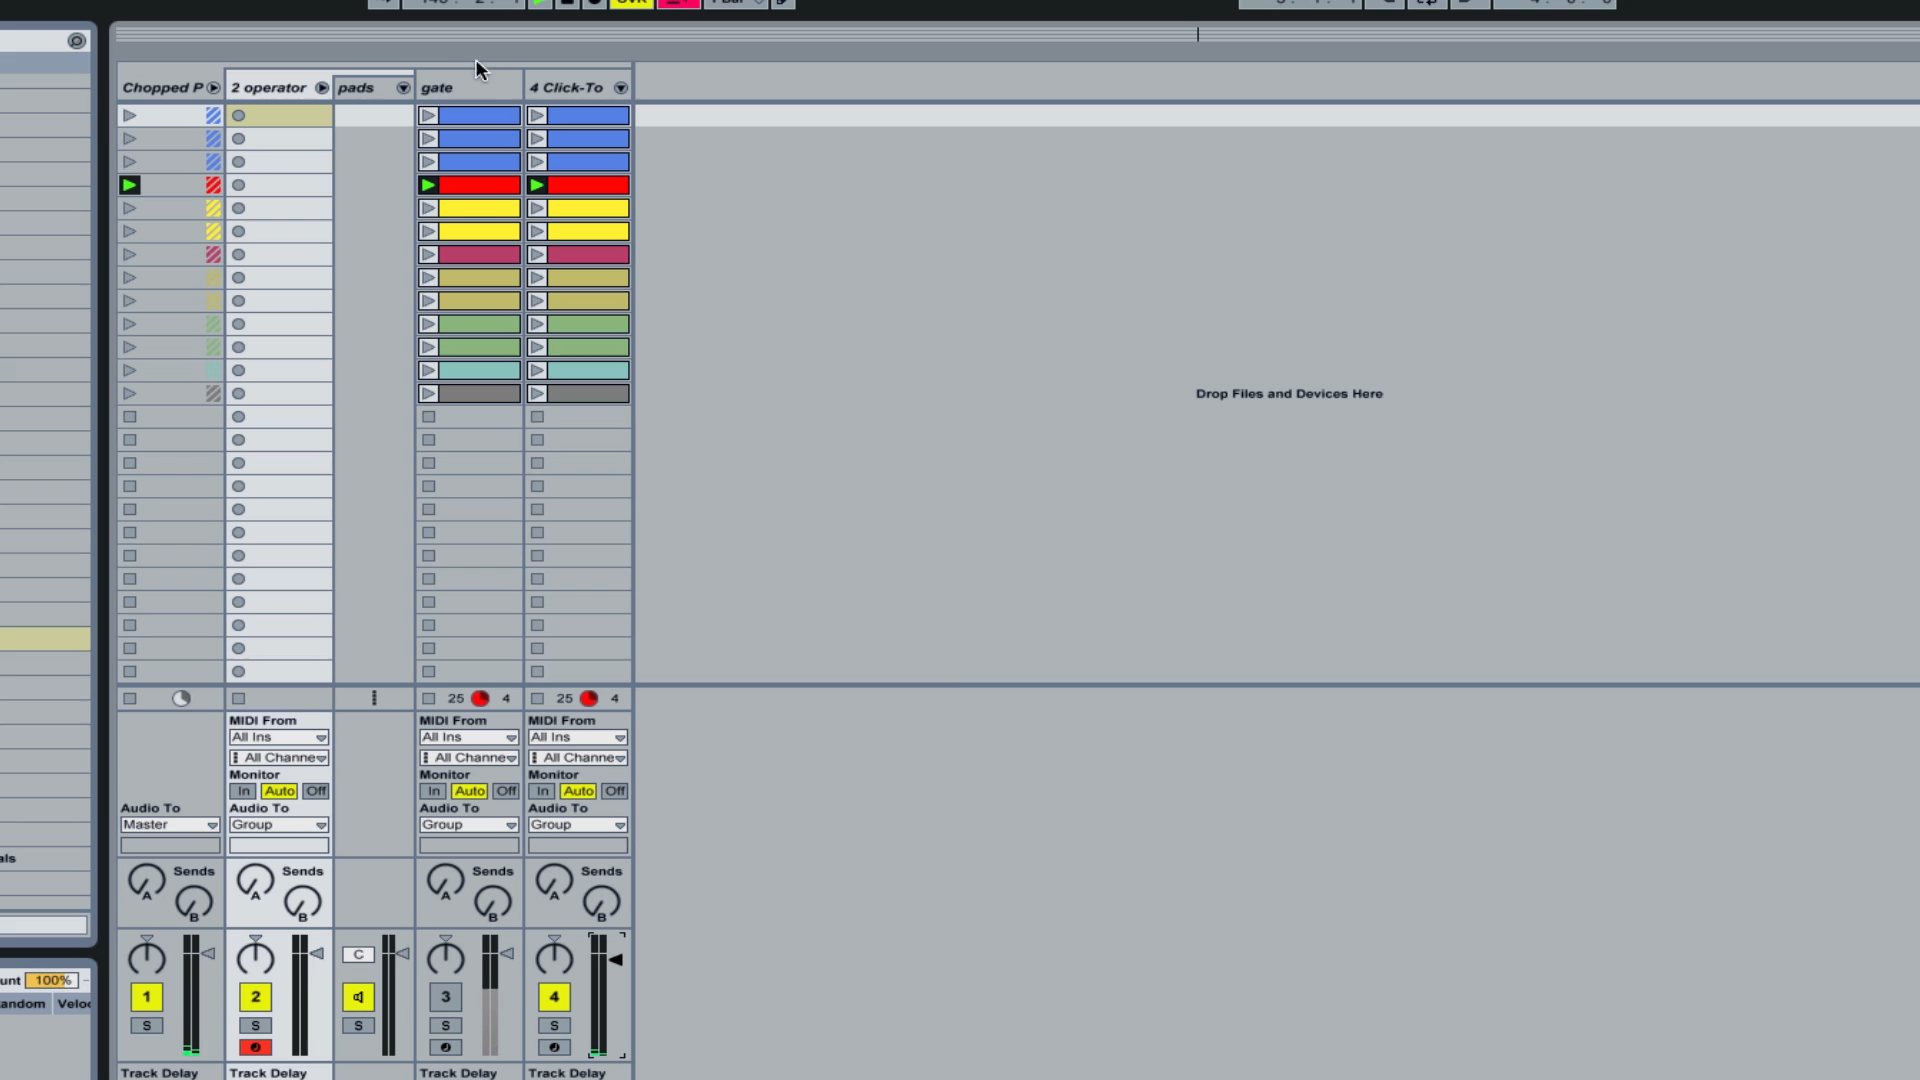 Chopped P
2 operator
pads
gate
4 Click-To
Drop Files and Devices Here
25 4
25 4
MIDI From
MIDI From
MIDI From
All Ins
All Ins
All Ins
All Channe
All Channe
All Channe
Monitor
Monitor
Monitor
In Auto Off
In Auto Off
In Auto Off
Audio To
Audio To
Audio To
Audio To
Master
Group
Group
Group
als
Sends
Sends
Sends
Sends
A
B
A
B
A
B
A
B
C
unt 100%
1
2
3
4
andom
Veloc
S
S
S
S
S
Track Delay
Track Delay
Track Delay
Track Delay